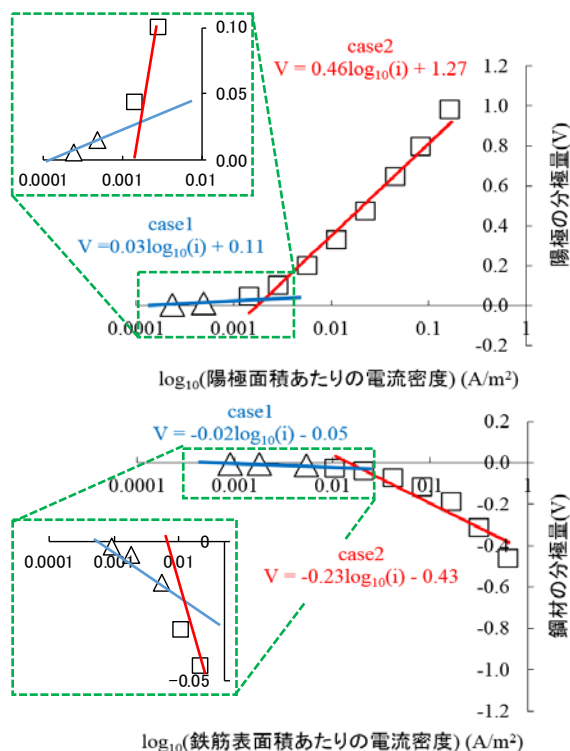 0.10
0.05
0.00
0.0001 0.001 0.01
case2
V = 0.46log₁₀(i) + 1.27
case1
V = 0.03log₁₀(i) + 0.11
1.2
1.0
0.8
0.6
0.4
0.2
0.0
-0.2
0.0001 0.001 0.01 0.1 1
陽極の分極量(V)
log₁₀(陽極面積あたりの電流密度) (A/m²)
case1
V = -0.02log₁₀(i) - 0.05
0.2
0.0
-0.2
-0.4
-0.6
-0.8
-1.0
-1.2
0.0001 0.001 0.01 0.1 1
鋼材の分極量(V)
0.0001 0.001 0.01
0
-0.05
case2
V = -0.23log₁₀(i) - 0.43
log₁₀(鉄筋表面積あたりの電流密度) (A/m²)